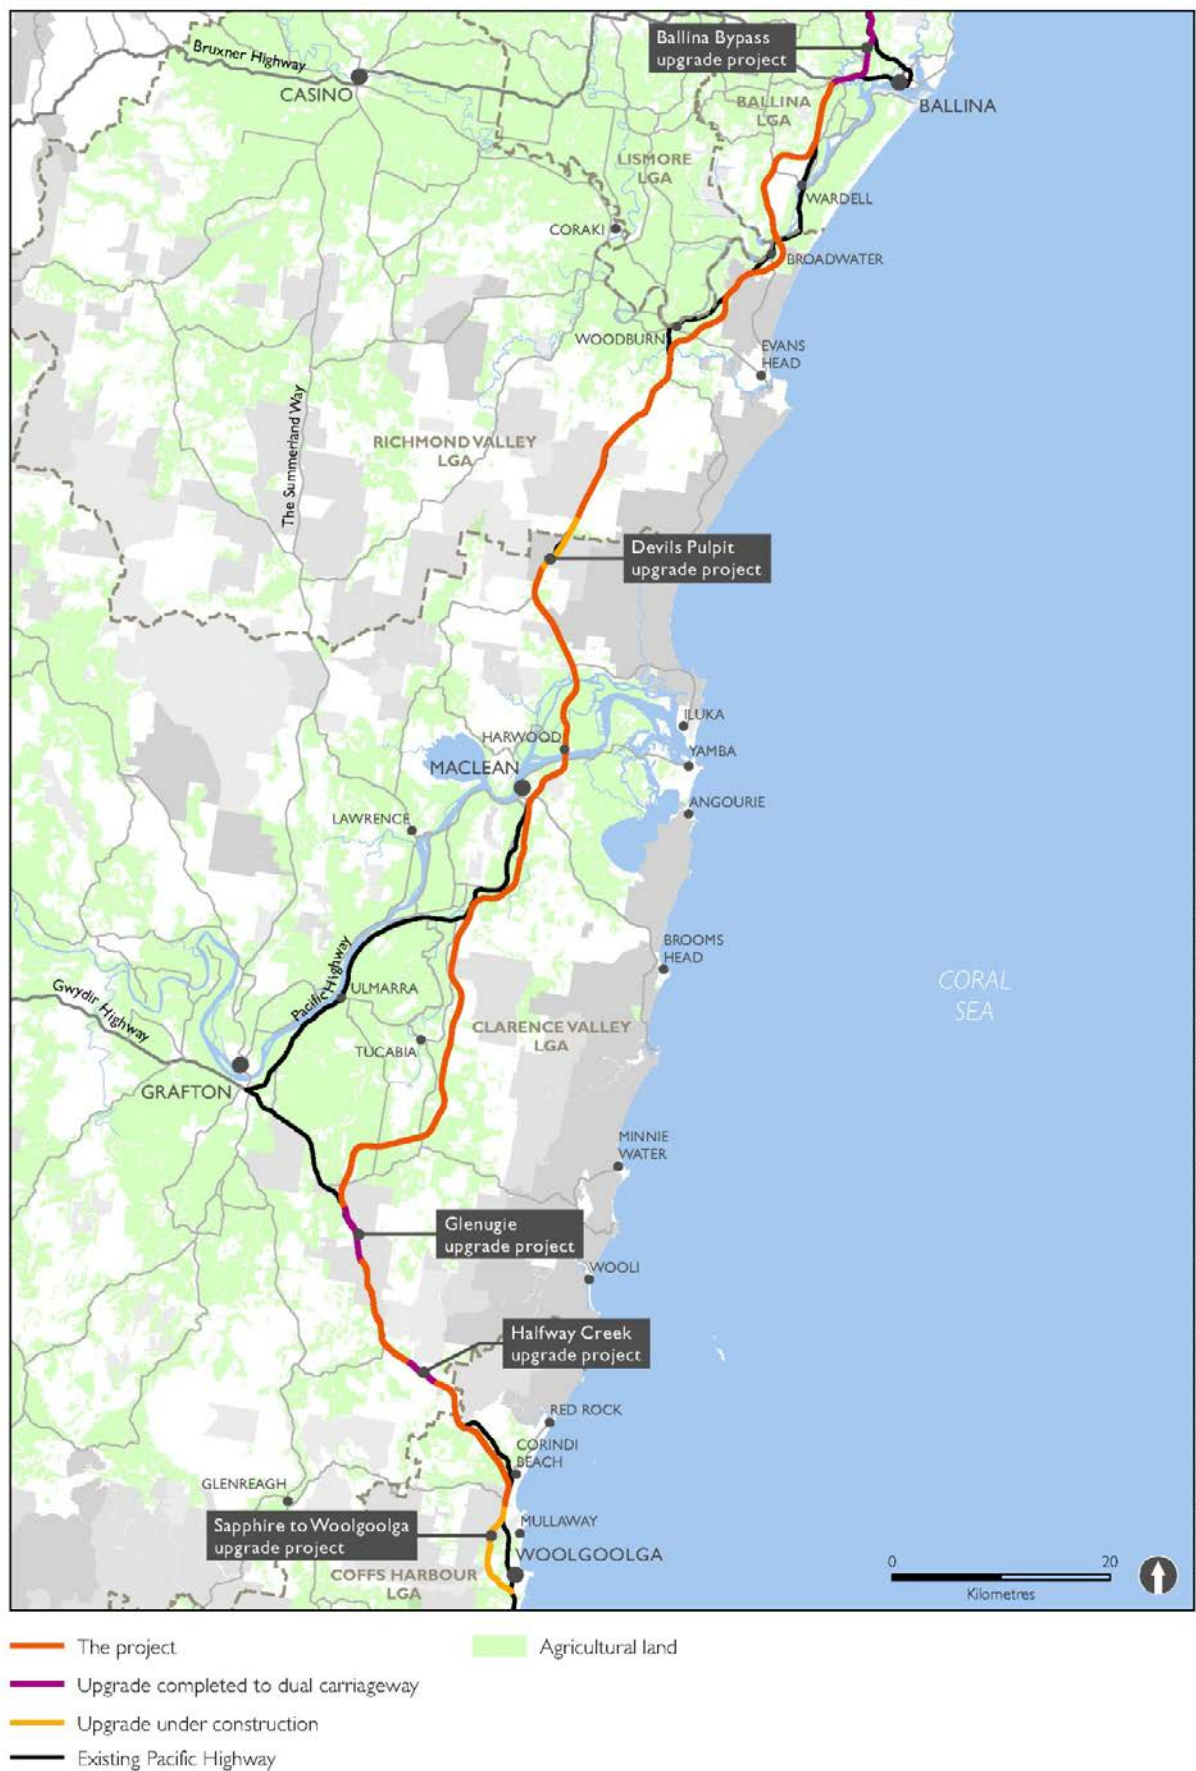 Ballina Bypass
upgrade project
Bruxner Highway
CASINO
BALLINA
BALLINA
LGA
LISMORE
LGA
WARDELL
CORAKI
BROADWATER
WOODBURN
EVANS
HEAD
The Summerland Way
RICHMOND VALLEY
LGA
Devils Pulpit
upgrade project
ILUKA
HARWOOD
YAMBA
MACLEAN
ANGOURIE
LAWRENCE
BROOMS
HEAD
Pacific Highway
CORAL
SEA
ULMARRA
Gwydir Highway
CLARENCE VALLEY
LGA
TUCABIA
GRAFTON
MINNIE
WATER
Glenugie
upgrade project
WOOLI
Halfway Creek
upgrade project
RED ROCK
CORINDI
BEACH
GLENREAGH
Sapphire to Woolgoolga
upgrade project
MULLAWAY
WOOLGOOLGA
COFFS HARBOUR
LGA
0 20
Kilometres
The project
Agricultural land
Upgrade completed to dual carriageway
Upgrade under construction
Existing Pacific Highway